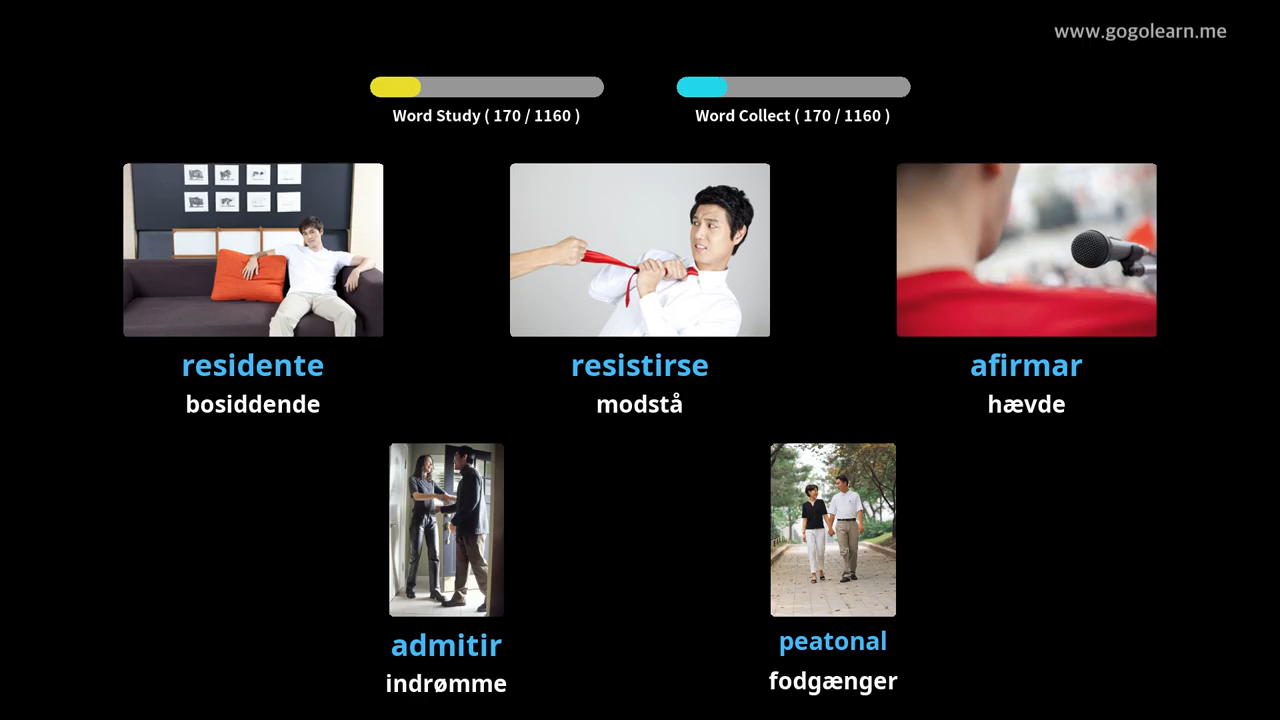 www.gogolearn.me
Word Study ( 170 / 1160 )
Word Collect ( 170 / 1160 )
residente
resistirse
afirmar
bosiddende
modstå
hævde
admitir
peatonal
indrømme
fodgænger